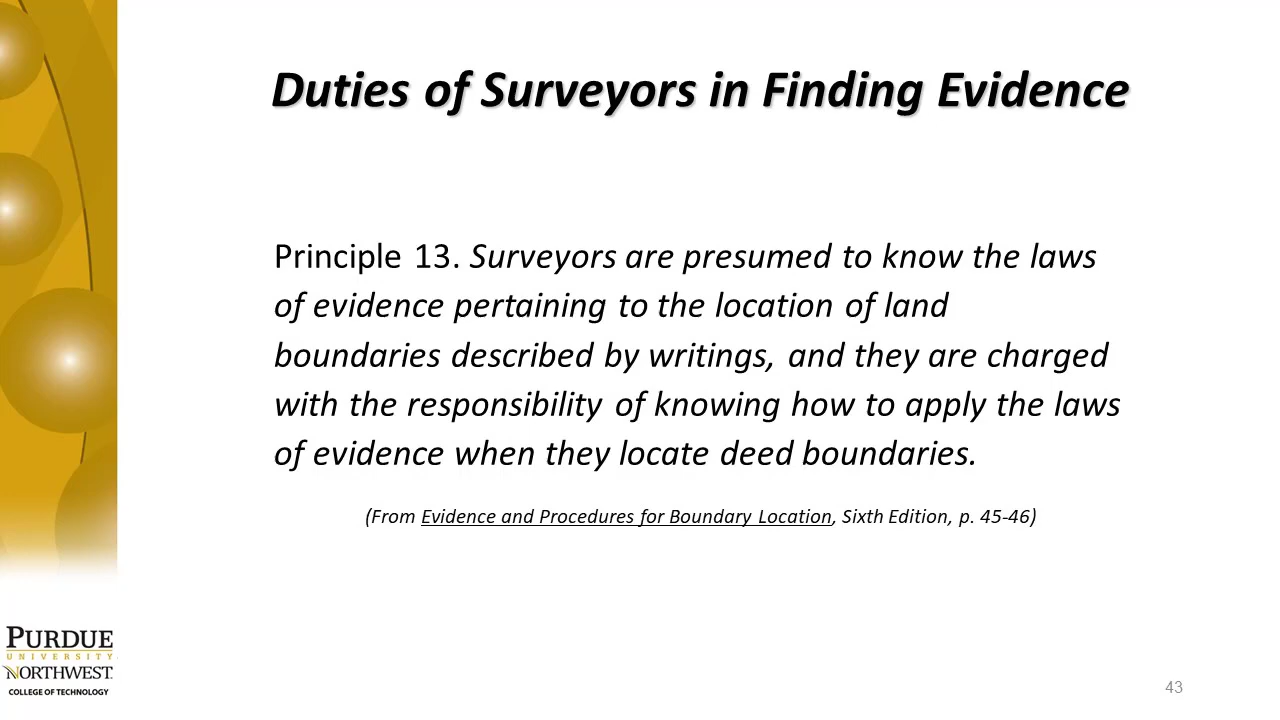 Duties of Surveyors in Finding Evidence
Principle 13. Surveyors are presumed to know the laws
of evidence pertaining to the location of land
boundaries described by writings, and they are charged
with the responsibility of knowing how to apply the laws
of evidence when they locate deed boundaries.
(From Evidence and Procedures for Boundary Location, Sixth Edition, p. 45-46)
PURDUE
UNIVERSITY
NORTHWEST
COLLEGE OF TECHNOLOGY
43